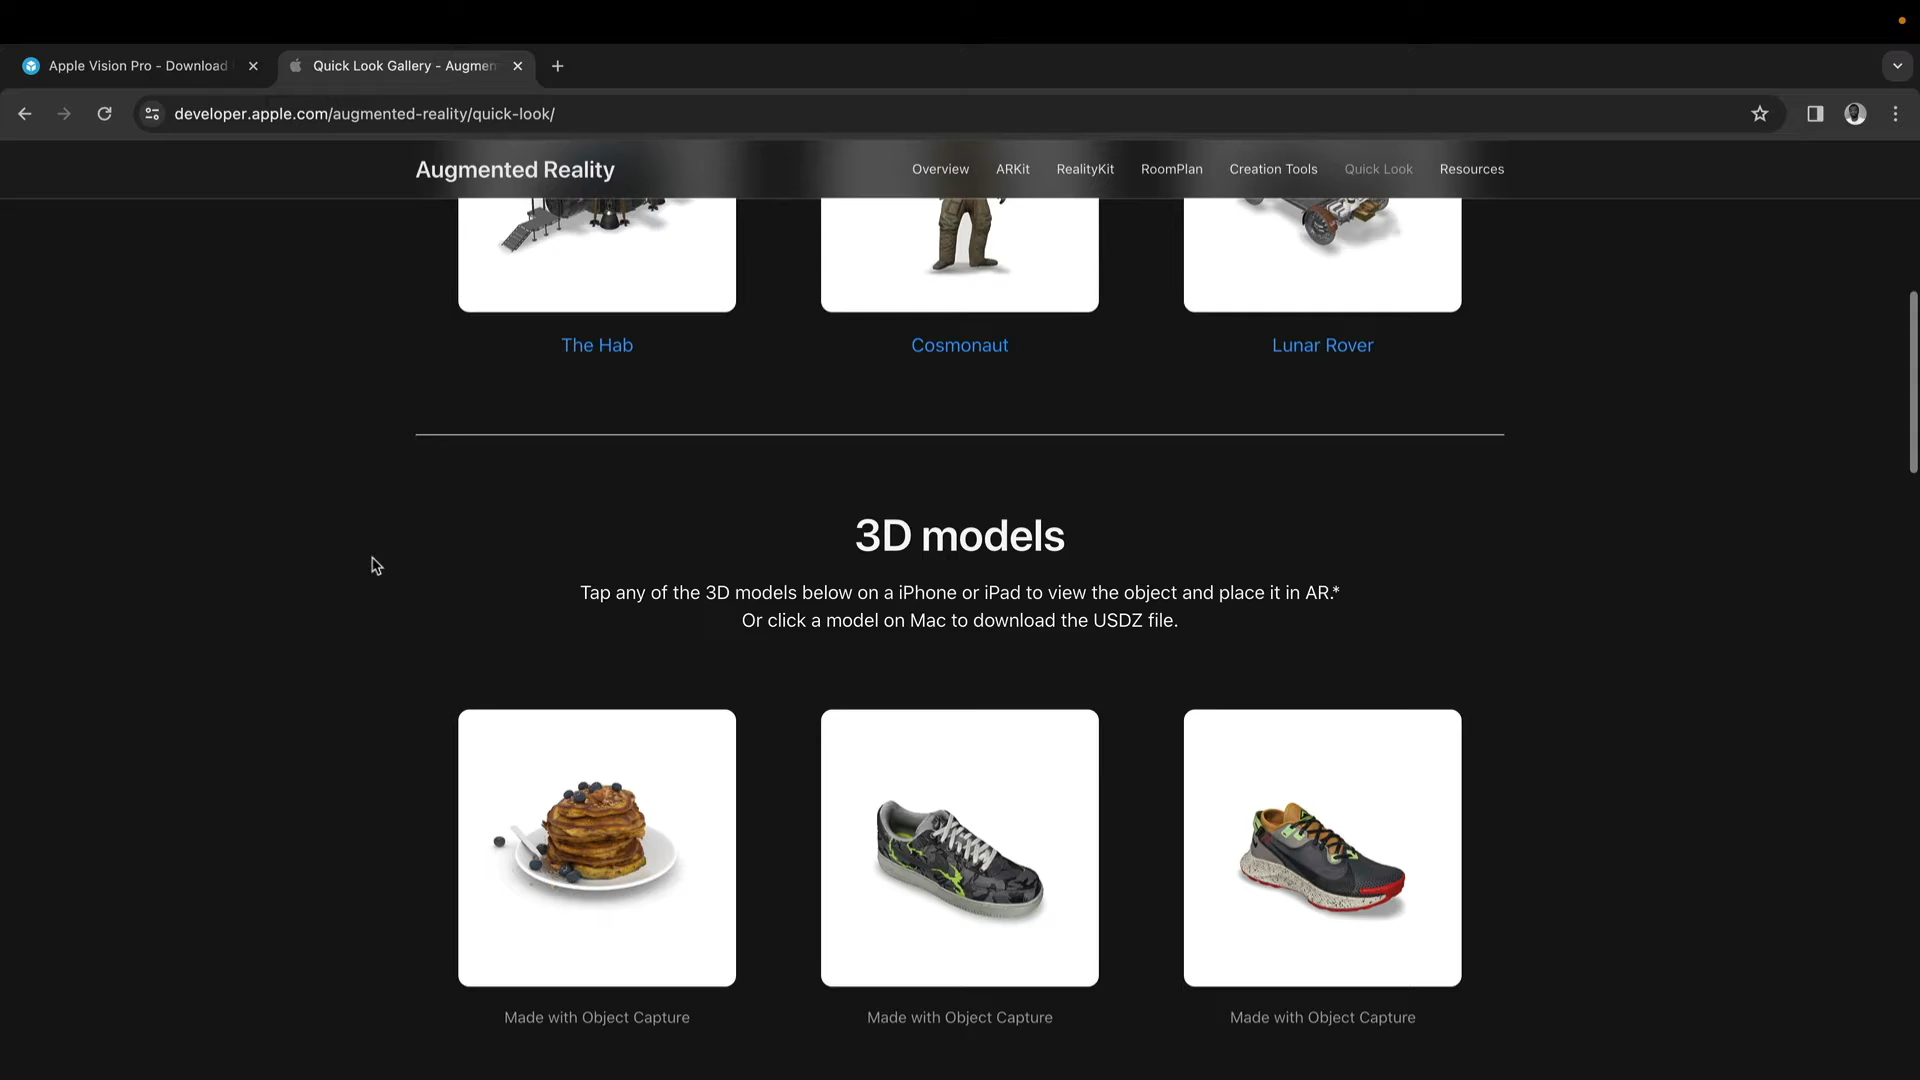 Apple Vision Pro - Download
Quick Look Gallery - Augmen
developer.apple.com/augmented-reality/quick-look/
Augmented Reality
Overview
ARKit
RealityKit
RoomPlan
Creation Tools
Quick Look
Resources
The Hab
Cosmonaut
Lunar Rover
3D models
Tap any of the 3D models below on a iPhone or iPad to view the object and place it in AR.*
Or click a model on Mac to download the USDZ file.
Made with Object Capture
Made with Object Capture
Made with Object Capture